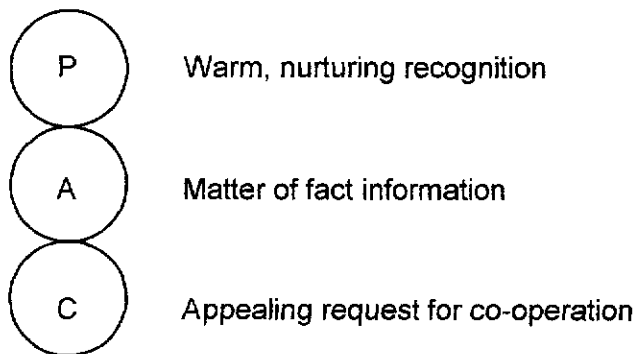 P Warm, nurturing recognition
A Matter of fact information
C Appealing request for co-operation